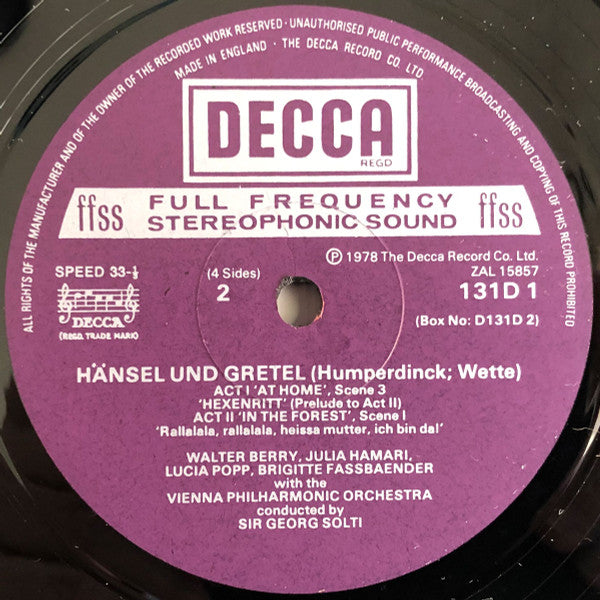 ALL RIGHTS OF THE MANUFACTURER AND OF THE OWNER OF THE RECORDED WORK RESERVED · UNAUTHORISED PUBLIC PERFORMANCE BROADCASTING AND COPYING OF THIS RECORD PROHIBITED
MADE IN ENGLAND · THE DECCA RECORD CO. LTD.
DECCA
REGD
ffss FULL FREQUENCY ffss
STEREOPHONIC SOUND
SPEED 33-⅓
(4 Sides)
2
DECCA
(REGD. TRADE MARK)
Ⓟ 1978 The Decca Record Co. Ltd.
ZAL 15857
131D 1
(Box No: D131D 2)
HÄNSEL UND GRETEL (Humperdinck; Wette)
ACT I 'AT HOME', Scene 3
'HEXENRITT' (Prelude to Act II)
ACT II 'IN THE FOREST', Scene I
'Rallalala, rallalala, heissa mutter, ich bin da!'
WALTER BERRY, JULIA HAMARI,
LUCIA POPP, BRIGITTE FASSBAENDER
with the
VIENNA PHILHARMONIC ORCHESTRA
conducted by
SIR GEORG SOLTI